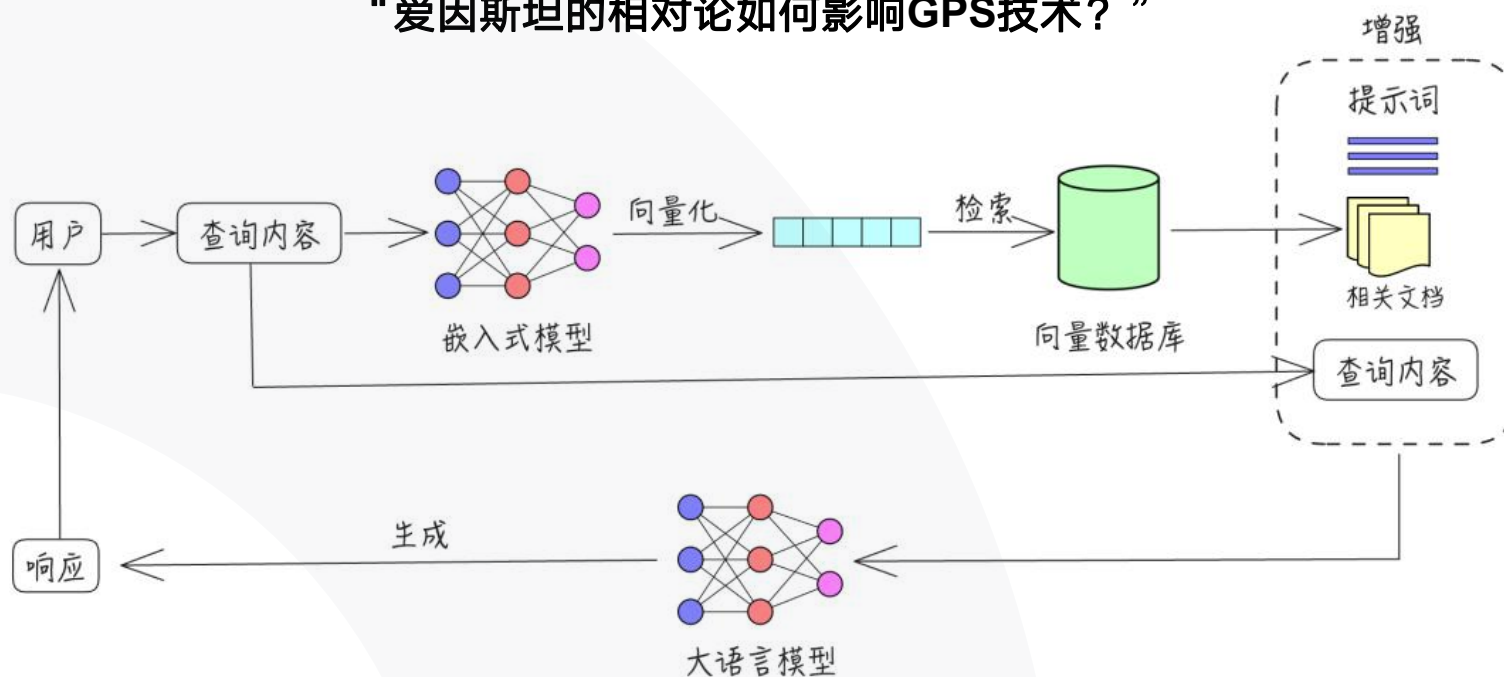 “爱因斯坦的相对论如何影响GPS技术？”
增强
提示词
用户
查询内容
向量化
检索
相关文档
嵌入式模型
向量数据库
查询内容
生成
响应
大语言模型